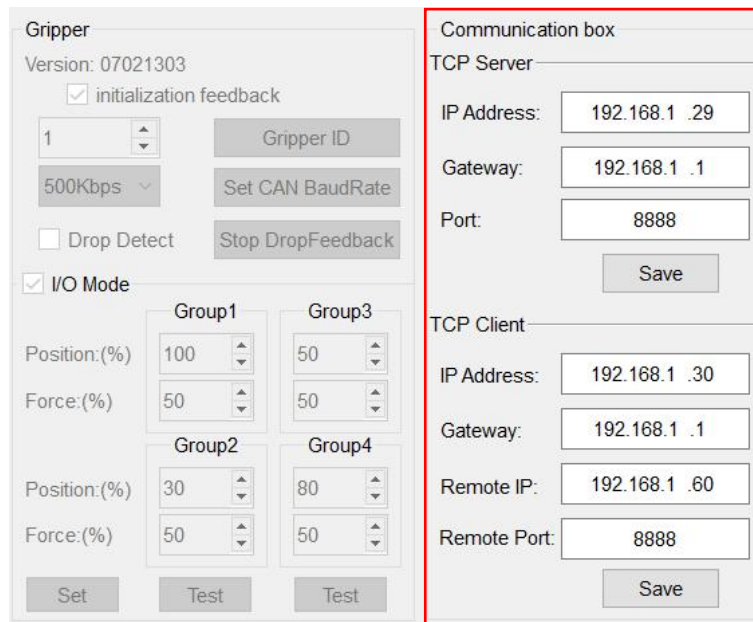 Gripper
Version: 07021303
initialization feedback
1
Gripper ID
500Kbps
Set CAN BaudRate
Drop Detect
Stop DropFeedback
I/O Mode
Group1
Group3
Position:(%)
100
50
Force:(%)
50
50
Group2
Group4
Position:(%)
30
80
Force:(%)
50
50
Set
Test
Test
Communication box
TCP Server
IP Address:
192.168.1 .29
Gateway:
192.168.1 .1
Port:
8888
Save
TCP Client
IP Address:
192.168.1 .30
Gateway:
192.168.1 .1
Remote IP:
192.168.1 .60
Remote Port:
8888
Save